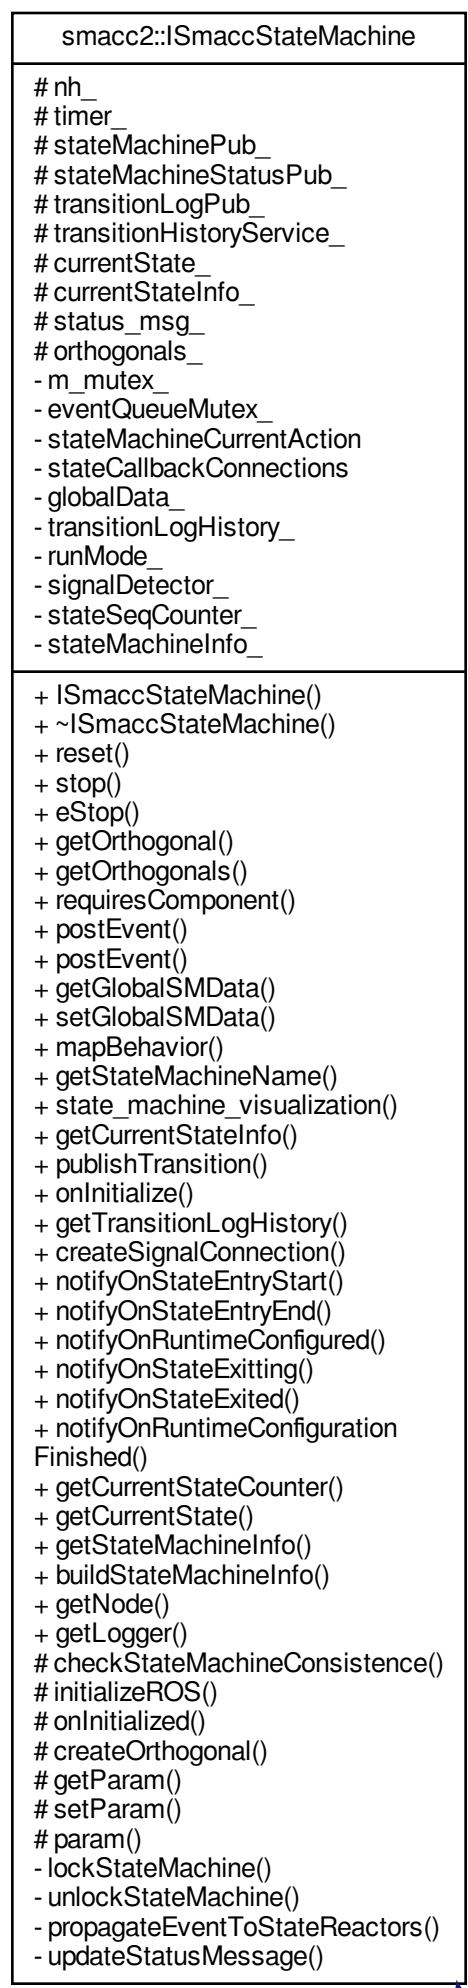 smacc2::ISmaccStateMachine
# nh_
# timer_
# stateMachinePub_
# stateMachineStatusPub_
# transitionLogPub_
# transitionHistoryService_
# currentState_
# currentStateInfo_
# status_msg_
# orthogonals_
- m_mutex_
- eventQueueMutex_
- stateMachineCurrentAction
- stateCallbackConnections
- globalData_
- transitionLogHistory_
- runMode_
- signalDetector_
- stateSeqCounter_
- stateMachineInfo_
+ ISmaccStateMachine()
+ ~ISmaccStateMachine()
+ reset()
+ stop()
+ eStop()
+ getOrthogonal()
+ getOrthogonals()
+ requiresComponent()
+ postEvent()
+ postEvent()
+ getGlobalSMData()
+ setGlobalSMData()
+ mapBehavior()
+ getStateMachineName()
+ state_machine_visualization()
+ getCurrentStateInfo()
+ publishTransition()
+ onInitialize()
+ getTransitionLogHistory()
+ createSignalConnection()
+ notifyOnStateEntryStart()
+ notifyOnStateEntryEnd()
+ notifyOnRuntimeConfigured()
+ notifyOnStateExitting()
+ notifyOnStateExited()
+ notifyOnRuntimeConfiguration
Finished()
+ getCurrentStateCounter()
+ getCurrentState()
+ getStateMachineInfo()
+ buildStateMachineInfo()
+ getNode()
+ getLogger()
# checkStateMachineConsistence()
# initializeROS()
# onInitialized()
# createOrthogonal()
# getParam()
# setParam()
# param()
- lockStateMachine()
- unlockStateMachine()
- propagateEventToStateReactors()
- updateStatusMessage()